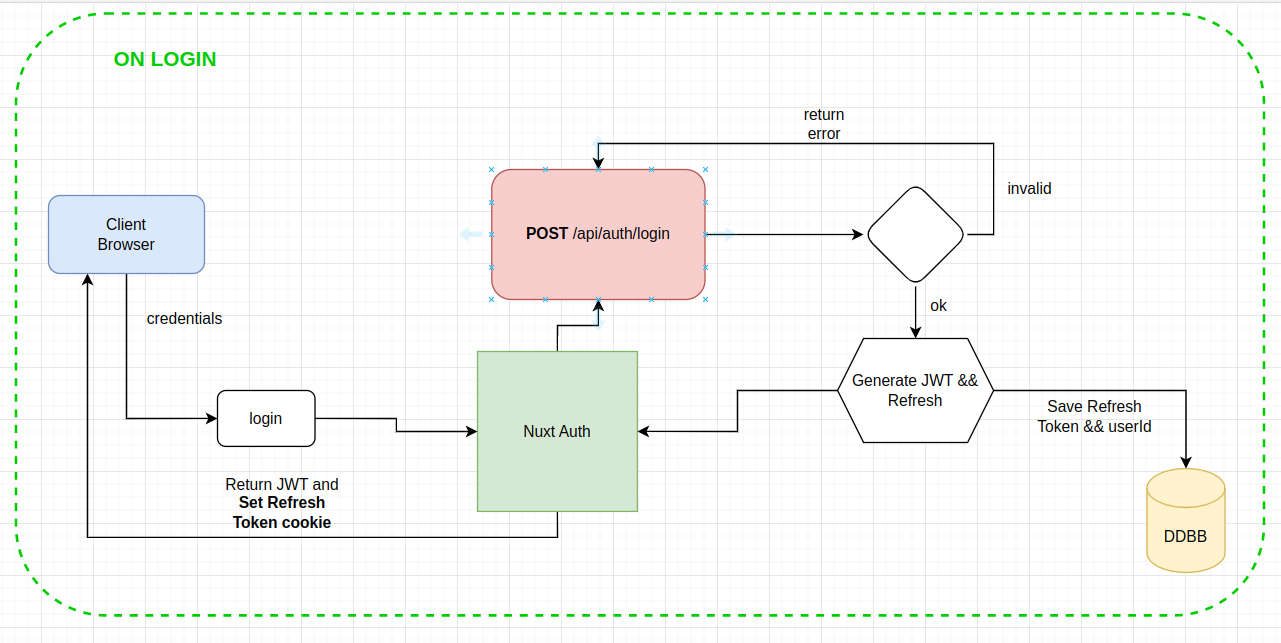 ON LOGIN
return
error
invalid
Client
Browser
POST /api/auth/login
credentials
ok
Generate JWT &&
Refresh
Save Refresh
Token && userId
login
Nuxt Auth
Return JWT and
Set Refresh
Token cookie
DDBB